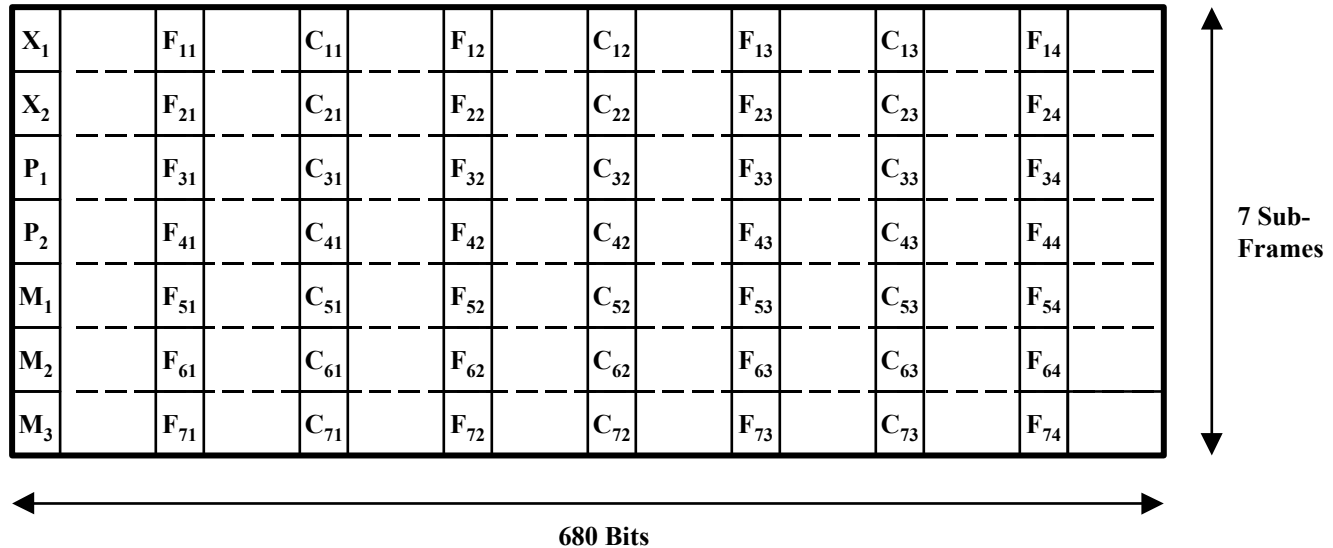 X₁ F₁₁ C₁₁ F₁₂ C₁₂ F₁₃ C₁₃ F₁₄
X₂ F₂₁ C₂₁ F₂₂ C₂₂ F₂₃ C₂₃ F₂₄
P₁ F₃₁ C₃₁ F₃₂ C₃₂ F₃₃ C₃₃ F₃₄
P₂ F₄₁ C₄₁ F₄₂ C₄₂ F₄₃ C₄₃ F₄₄
M₁ F₅₁ C₅₁ F₅₂ C₅₂ F₅₃ C₅₃ F₅₄
M₂ F₆₁ C₆₁ F₆₂ C₆₂ F₆₃ C₆₃ F₆₄
M₃ F₇₁ C₇₁ F₇₂ C₇₂ F₇₃ C₇₃ F₇₄
7 Sub-
Frames
680 Bits